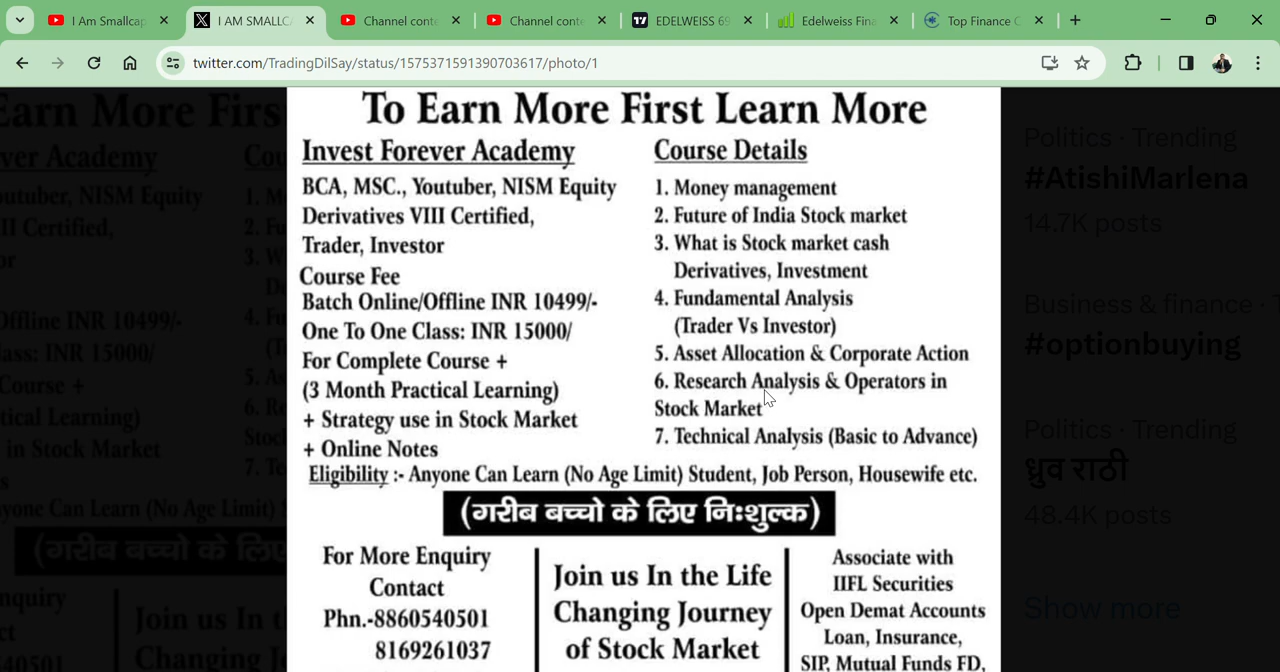 I Am Smallcap
I AM SMALLCA
Channel conte
Channel conte
EDELWEISS 69
Edelweiss Fina
Top Finance C
twitter.com/TradingDilSay/status/1575371591390703617/photo/1
To Earn More First Learn More
Invest Forever Academy
BCA, MSC., Youtuber, NISM Equity
Derivatives VIII Certified,
Trader, Investor
Course Fee
Batch Online/Offline INR 10499/-
One To One Class: INR 15000/
For Complete Course +
(3 Month Practical Learning)
+ Strategy use in Stock Market
+ Online Notes
Course Details
1. Money management
2. Future of India Stock market
3. What is Stock market cash
Derivatives, Investment
4. Fundamental Analysis
(Trader Vs Investor)
5. Asset Allocation & Corporate Action
6. Research Analysis & Operators in
Stock Market
7. Technical Analysis (Basic to Advance)
Eligibility :- Anyone Can Learn (No Age Limit) Student, Job Person, Housewife etc.
(गरीब बच्चो के लिए निःशुल्क)
For More Enquiry
Contact
Phn.-8860540501
8169261037
Join us In the Life
Changing Journey
of Stock Market
Associate with
IIFL Securities
Open Demat Accounts
Loan, Insurance,
SIP, Mutual Funds FD,
Politics · Trending
#AtishiMarlena
14.7K posts
Business & finance ·
#optionbuying
Politics · Trending
ध्रुव राठी
48.4K posts
Show more